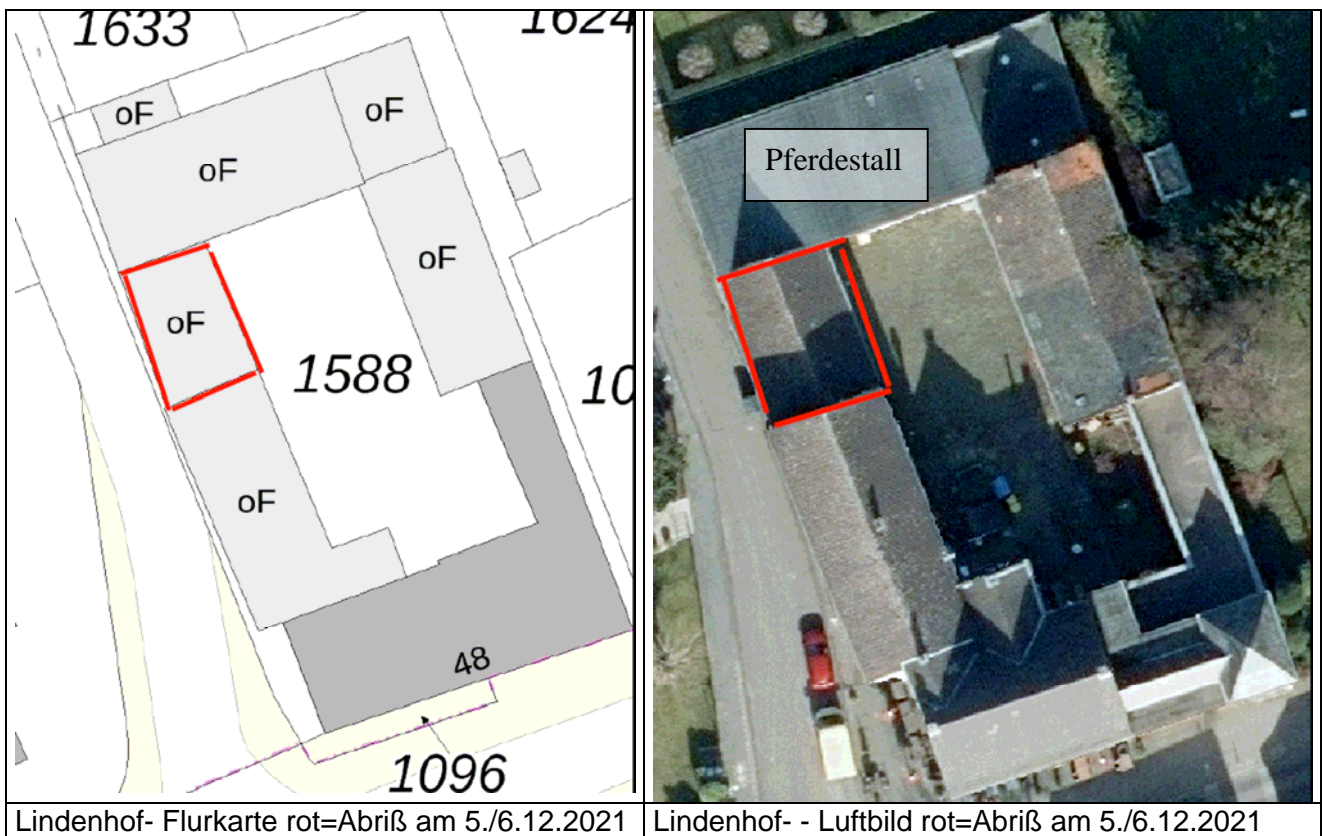 1633
1624
oF
oF
oF
oF
oF
1588
10
oF
48
1096
Pferdestall
Lindenhof- Flurkarte rot=Abriß am 5./6.12.2021
Lindenhof- - Luftbild rot=Abriß am 5./6.12.2021